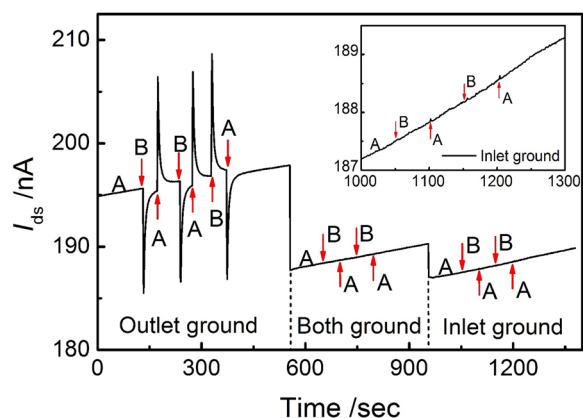 210
200
190
180
I_ds /nA
0
300
600
900
1200
Time /sec
A
B
A
B
A
B
A
Outlet ground
A
B
A
B
A
Both ground
A
B
A
B
A
Inlet ground
189
188
187
1000
1100
1200
1300
A
B
A
B
A
Inlet ground